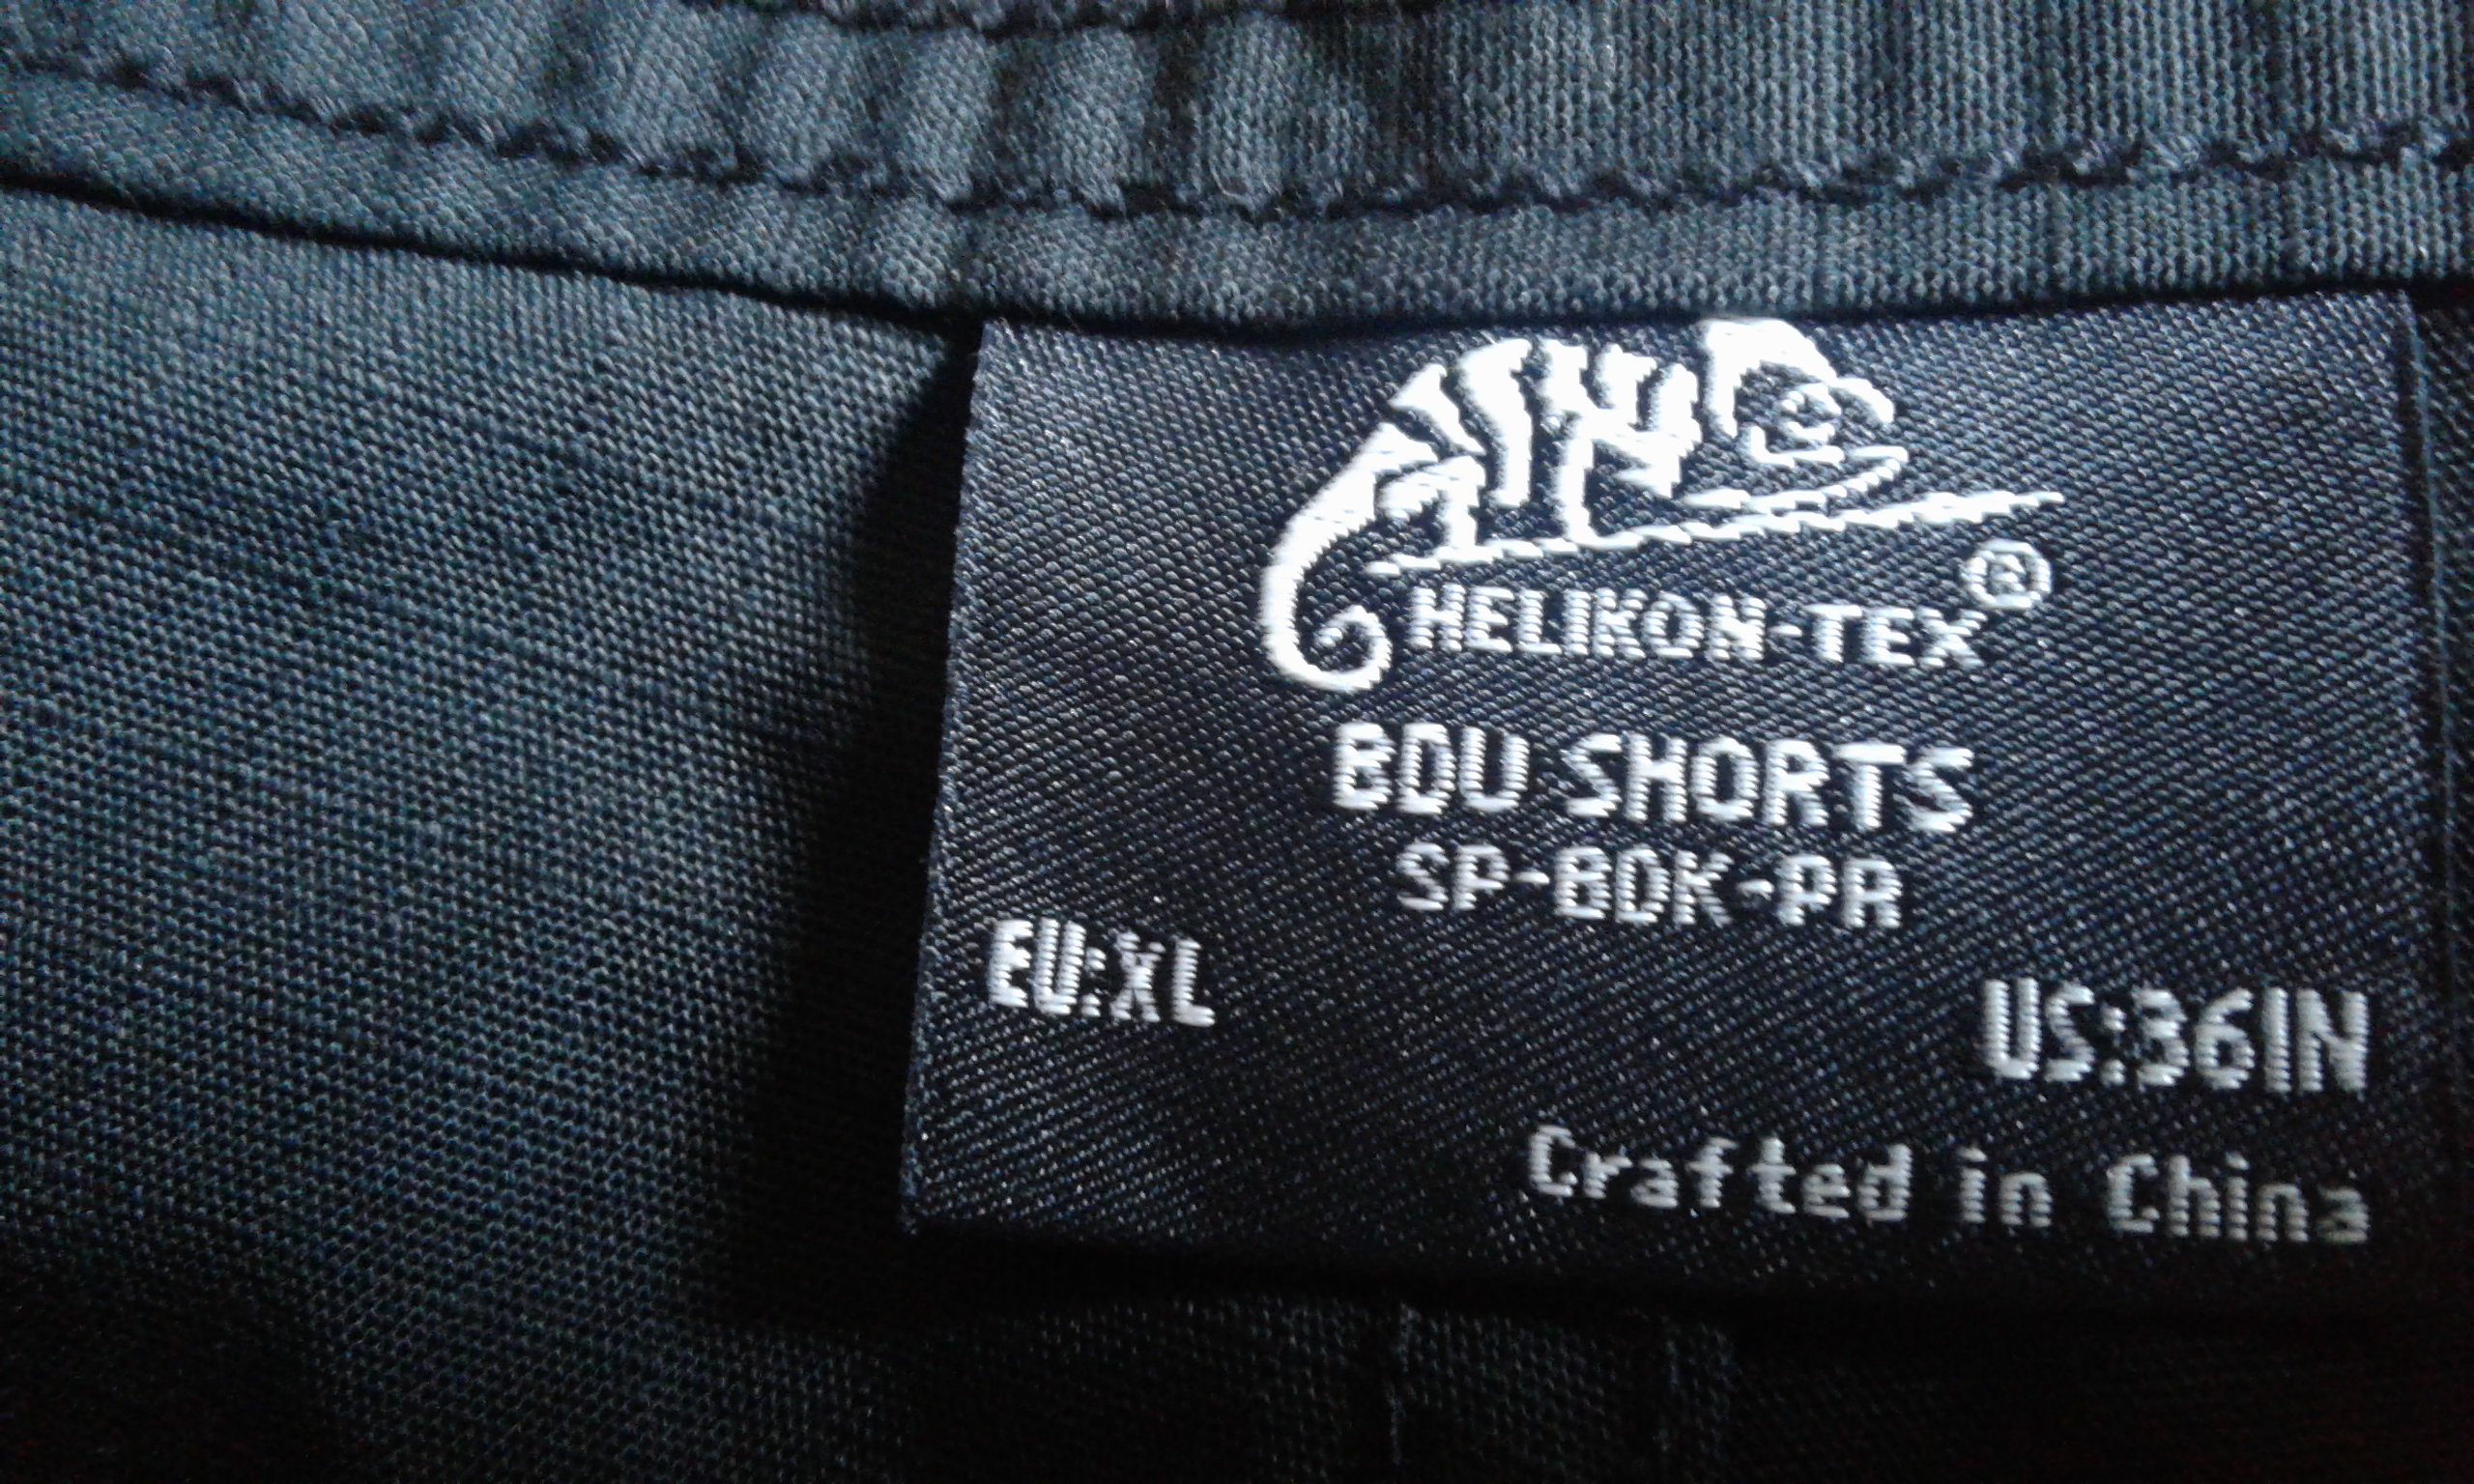 HELIKON-TEX®
BDU SHORTS
SP-BDK-PR
EU:XL
US:36IN
Crafted in China